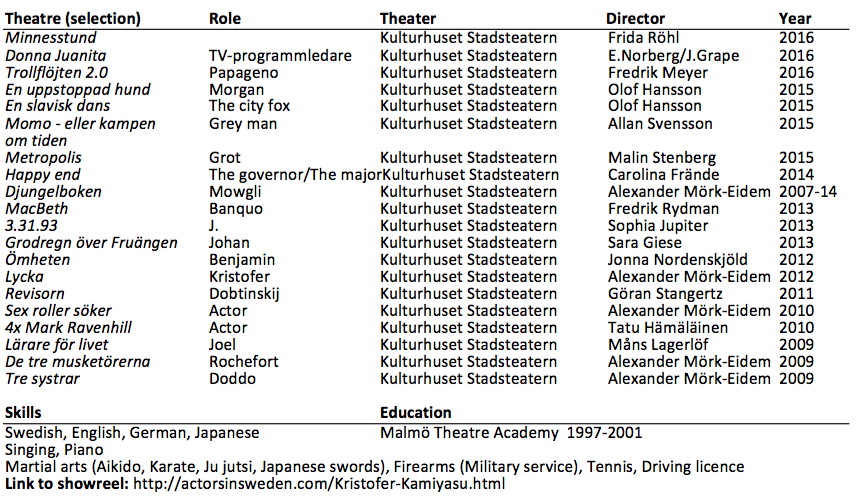 Theatre (selection) Role Theater Director Year
Minnesstund Kulturhuset Stadsteatern Frida Röhl 2016
Donna Juanita TV-programmledare Kulturhuset Stadsteatern E.Norberg/J.Grape 2016
Trollflöjten 2.0 Papageno Kulturhuset Stadsteatern Fredrik Meyer 2016
En uppstoppad hund Morgan Kulturhuset Stadsteatern Olof Hansson 2015
En slavisk dans The city fox Kulturhuset Stadsteatern Olof Hansson 2015
Momo - eller kampen Grey man Kulturhuset Stadsteatern Allan Svensson 2015
om tiden
Metropolis Grot Kulturhuset Stadsteatern Malin Stenberg 2015
Happy end The governor/The major Kulturhuset Stadsteatern Carolina Frände 2014
Djungelboken Mowgli Kulturhuset Stadsteatern Alexander Mörk-Eidem 2007-14
MacBeth Banquo Kulturhuset Stadsteatern Fredrik Rydman 2013
3.31.93 J. Kulturhuset Stadsteatern Sophia Jupiter 2013
Grodregn över Fruängen Johan Kulturhuset Stadsteatern Sara Giese 2013
Ömheten Benjamin Kulturhuset Stadsteatern Jonna Nordenskjöld 2012
Lycka Kristofer Kulturhuset Stadsteatern Alexander Mörk-Eidem 2012
Revisorn Dobtinskij Kulturhuset Stadsteatern Göran Stangertz 2011
Sex roller söker Actor Kulturhuset Stadsteatern Alexander Mörk-Eidem 2010
4x Mark Ravenhill Actor Kulturhuset Stadsteatern Tatu Hämäläinen 2010
Lärare för livet Joel Kulturhuset Stadsteatern Måns Lagerlöf 2009
De tre musketörerna Rochefort Kulturhuset Stadsteatern Alexander Mörk-Eidem 2009
Tre systrar Doddo Kulturhuset Stadsteatern Alexander Mörk-Eidem 2009
Skills Education
Swedish, English, German, Japanese Malmö Theatre Academy 1997-2001
Singing, Piano
Martial arts (Aikido, Karate, Ju jutsi, Japanese swords), Firearms (Military service), Tennis, Driving licence
Link to showreel: http://actorsinsweden.com/Kristofer-Kamiyasu.html